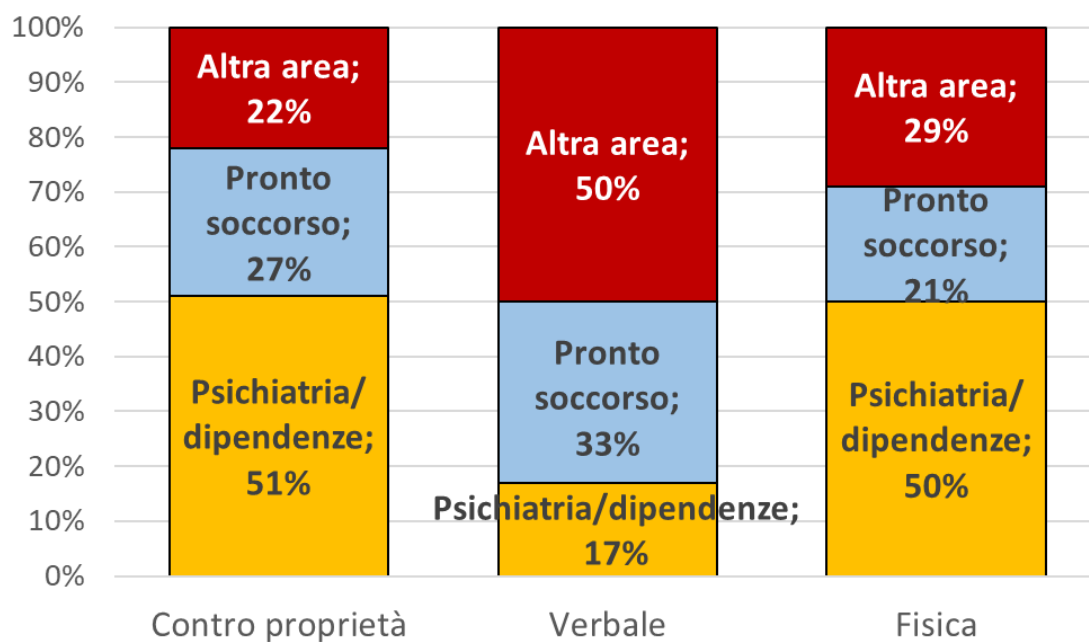 100%
90%
80%
70%
60%
50%
40%
30%
20%
10%
0%
Altra area;
22%
Pronto
soccorso;
27%
Psichiatria/
dipendenze;
51%
Altra area;
50%
Pronto
soccorso;
33%
Psichiatria/dipendenze;
17%
Altra area;
29%
Pronto
soccorso;
21%
Psichiatria/
dipendenze;
50%
Contro proprietà
Verbale
Fisica